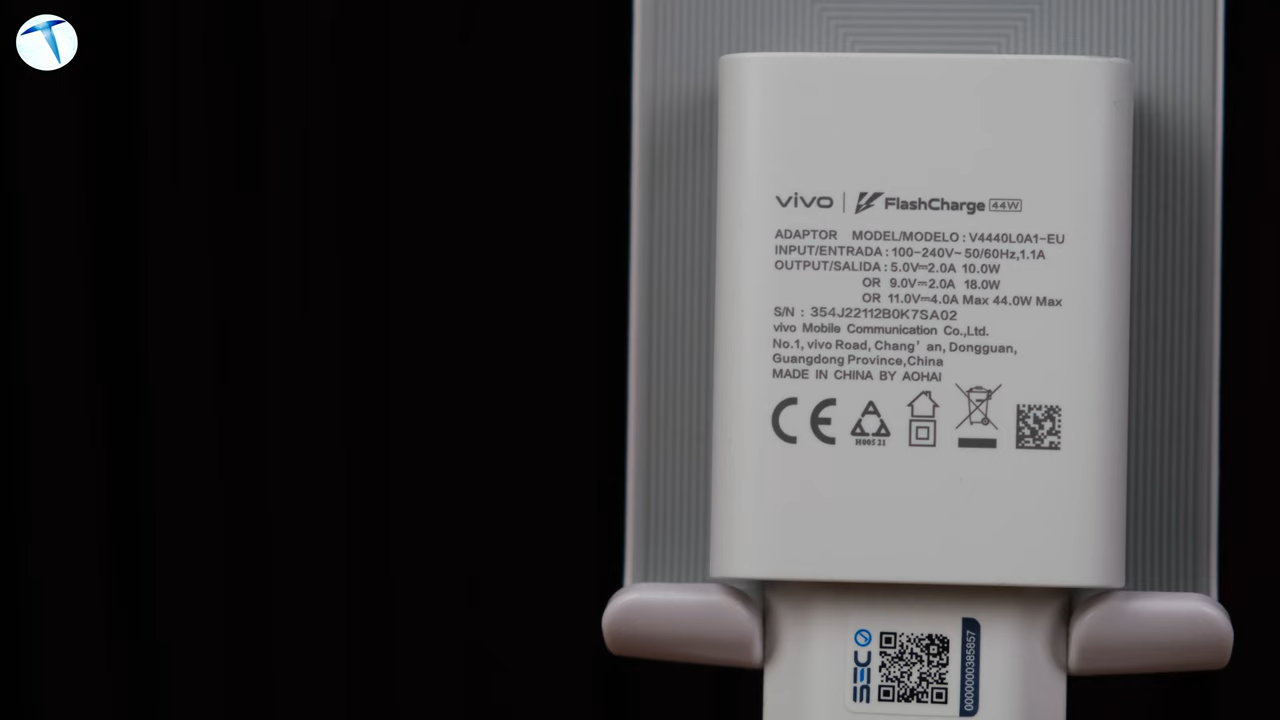 vivo | FlashCharge 44W
ADAPTOR MODEL/MODELO : V4440L0A1-EU
INPUT/ENTRADA : 100-240V~ 50/60Hz,1.1A
OUTPUT/SALIDA : 5.0V⎓2.0A 10.0W
OR 9.0V⎓2.0A 18.0W
OR 11.0V⎓4.0A Max 44.0W Max
S/N : 354J22112B0K7SA02
vivo Mobile Communication Co.,Ltd.
No.1, vivo Road, Chang' an, Dongguan,
Guangdong Province,China
MADE IN CHINA BY AOHAI
CE
H005 21
SEC
0000000385857